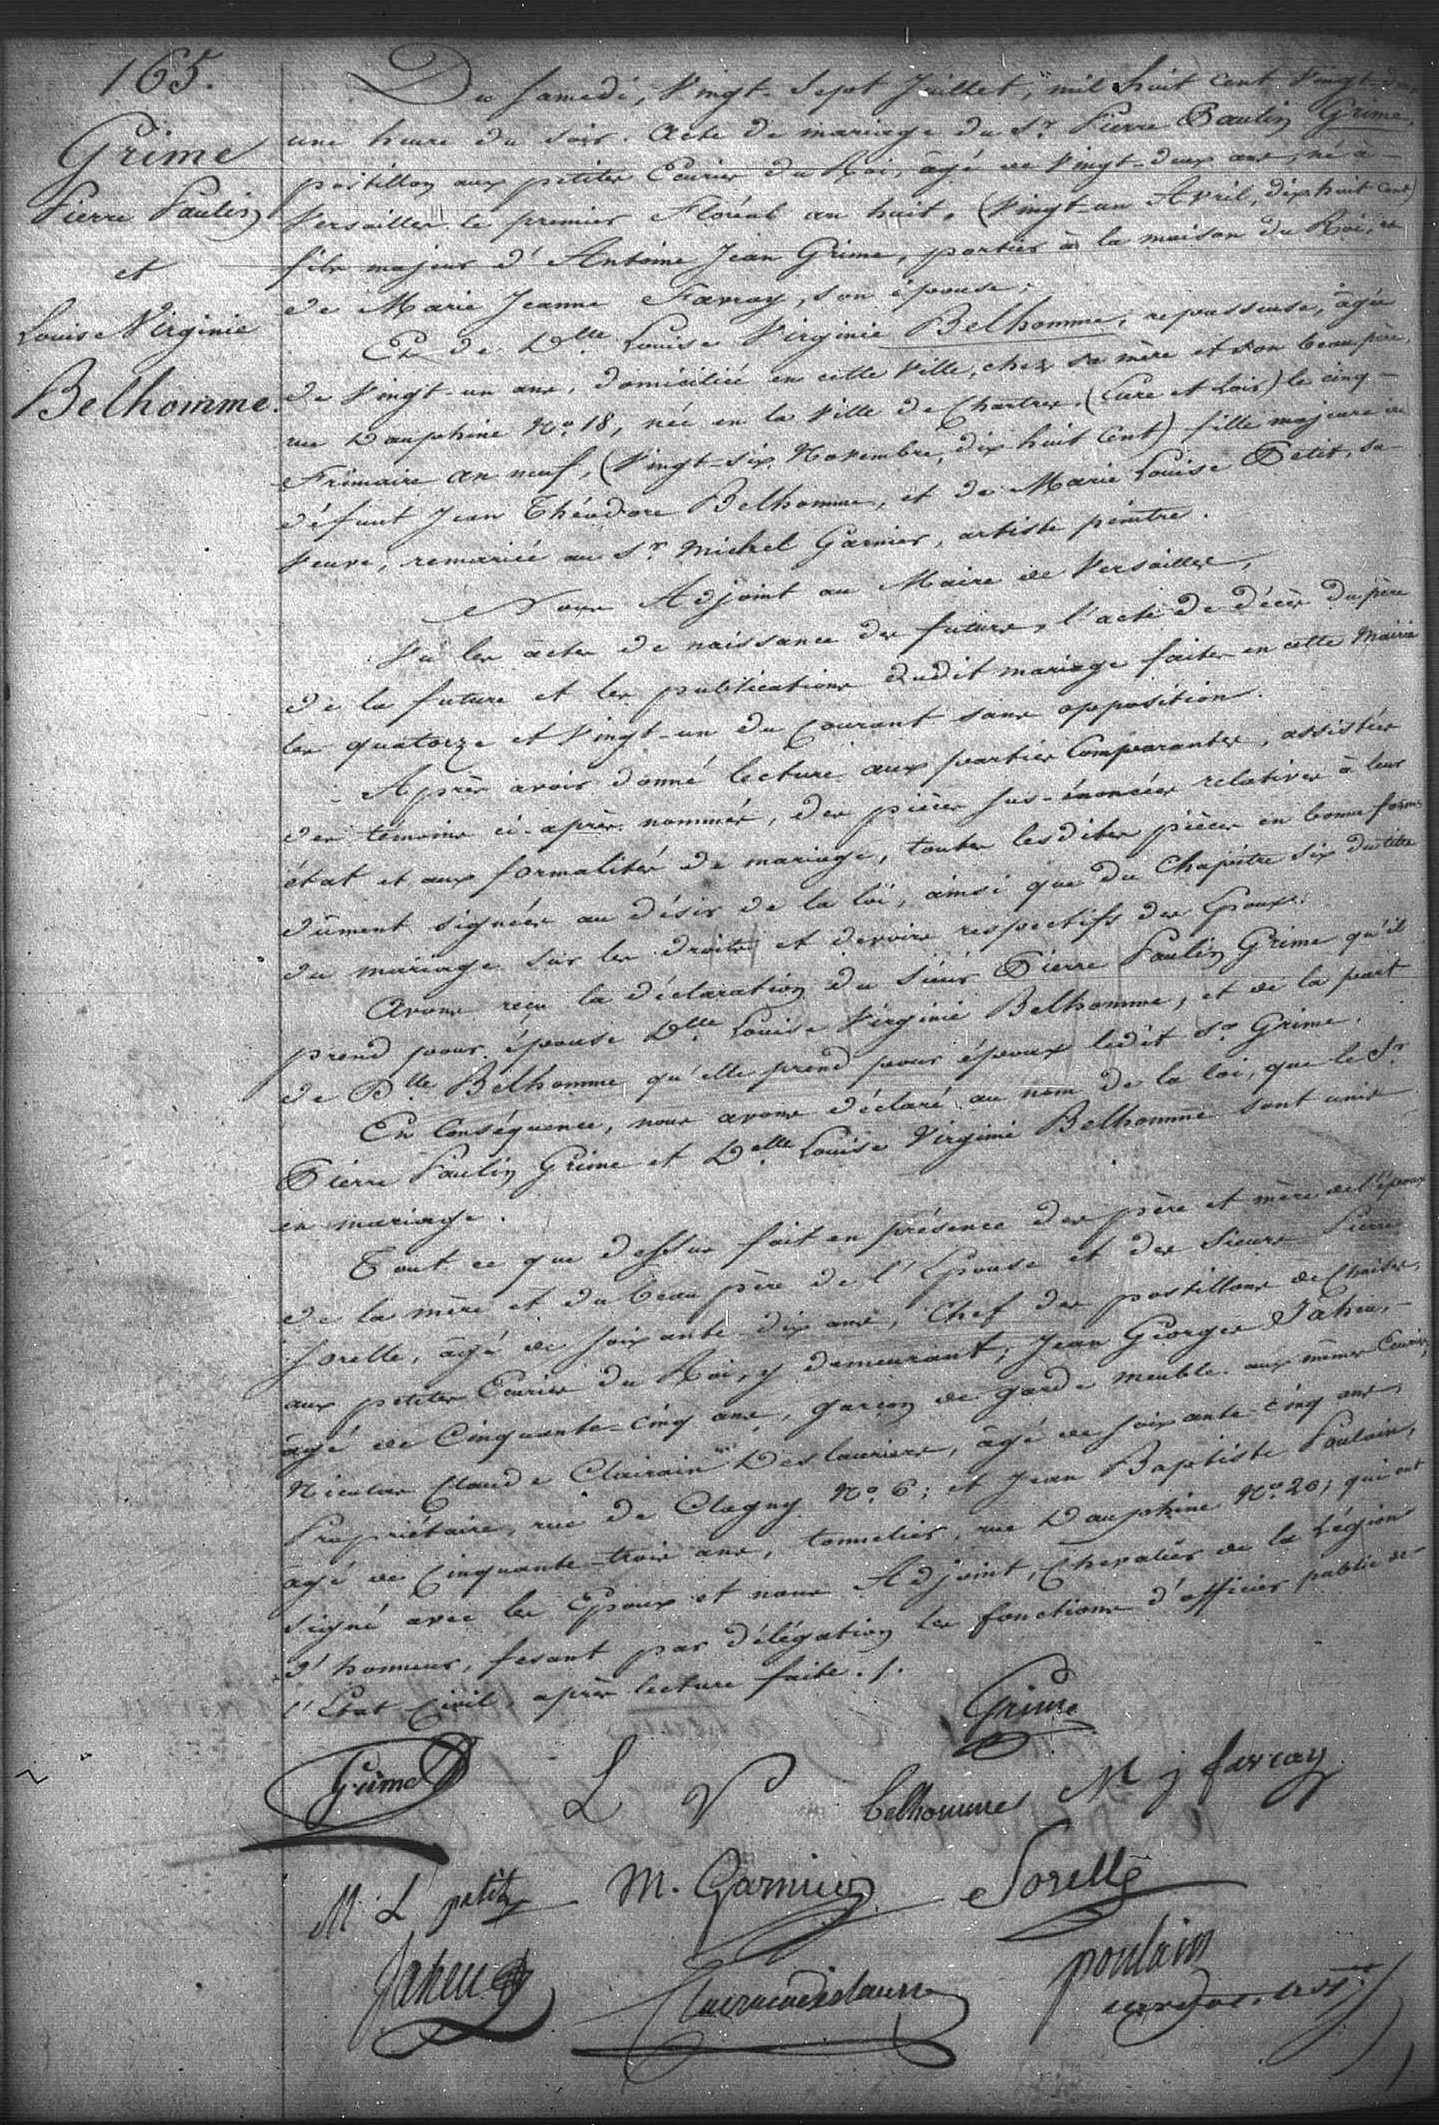 165.
Grime
Pierre Paulin
et
Louise Virginie
Belhomme.
Du Samedi, Vingt-Sept Juillet, mil huit cent Vingt-deux,
une heure du soir. Acte de mariage du Sr. Pierre Paulin Grime,
postillon aux petites Ecuries du Roi, âgé de Vingt-deux ans, né à
Versailles le premier Floréal an huit, (Vingt-un Avril, dix huit cent)
fils majeur d'Antoine Jean Grime, portier à la maison du Roi, et
de Marie Jeanne Favray, son épouse;
Et de Dlle Louise Virginie Belhomme, repasseuse, âgée
de Vingt-un ans, domiciliée en cette Ville, chez sa mère et son beau père,
rue Dauphine No. 18, née en la Ville de Chartres, (Eure et Loir) le cinq
Frimaire an neuf, (Vingt-six Novembre, dix huit Cent) fille majeure de
défunt Jean Théodore Belhomme, et de Marie Louise Petit, sa
Veuve, remariée au Sr. Michel Garnier, artiste peintre.
Nous Adjoint au Maire de Versailles,
Vu les actes de naissance des futurs, l'acte de décès du père
de la future et les publications dudit mariage faites en cette Mairie
les quatorze et Vingt-un du Courant sans opposition.
Après avoir donné lecture aux parties Comparantes, assistées
des témoins ci-après nommés, des pièces sus-énoncées relatives à leur
état et aux formalités de mariage, toutes lesdites pièces en bonne forme
dûment signées au désir de la loi, ainsi que du Chapitre six du titre
du mariage sur les droits et devoirs respectifs des Epoux.
Avons reçu la déclaration du Sieur Pierre Paulin Grime qu'il
prend pour épouse Dlle Louise Virginie Belhomme, et de la part
de Dlle Belhomme, qu'elle prend pour époux ledit Sr. Grime.
En Conséquence, nous avons déclaré au nom de la loi, que le Sr.
Pierre Paulin Grime et Delle Louise Virginie Belhomme sont unis
en mariage.
Tout ce que dessus fait en présence des père et mère de l'époux
de la mère et du beau père de l'Epouse et des Sieurs Pierre
Sorelle, âgé de soixante-dix ans, Chef des postillons de Chaises,
aux petites Ecuries du Roi, y demeurant; Jean Georges Jaheu,
âgé de Cinquante-cinq ans, garçon de garde meuble aux mêmes Ecuries,
Nicolas Claude Clairain Deslauriers, âgé de soixante-cinq ans,
Propriétaire, rue de Clagny No. 6; et Jean Baptiste Poulain,
âgé de Cinquante-trois ans, tonnelier, rue Dauphine No. 20; qui ont
signé avec les Epoux et nous Adjoint, Chevalier de la Légion
d'honneur, fesant par délégation les fonctions d'officier public de
l'Etat Civil, après lecture faite./.
Grime
Grime L V belhomme M j favray
M. L petit M. Garnier Sorelle
Jaheu Clairain Deslauriers poulain